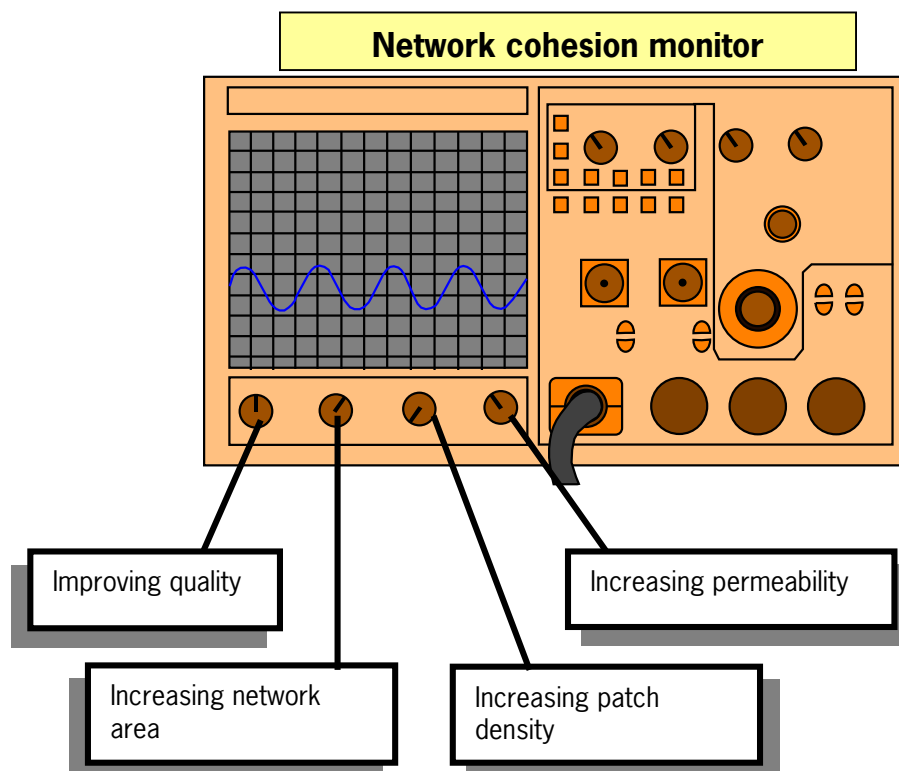 Network cohesion monitor
Improving quality
Increasing permeability
Increasing network
area
Increasing patch
density